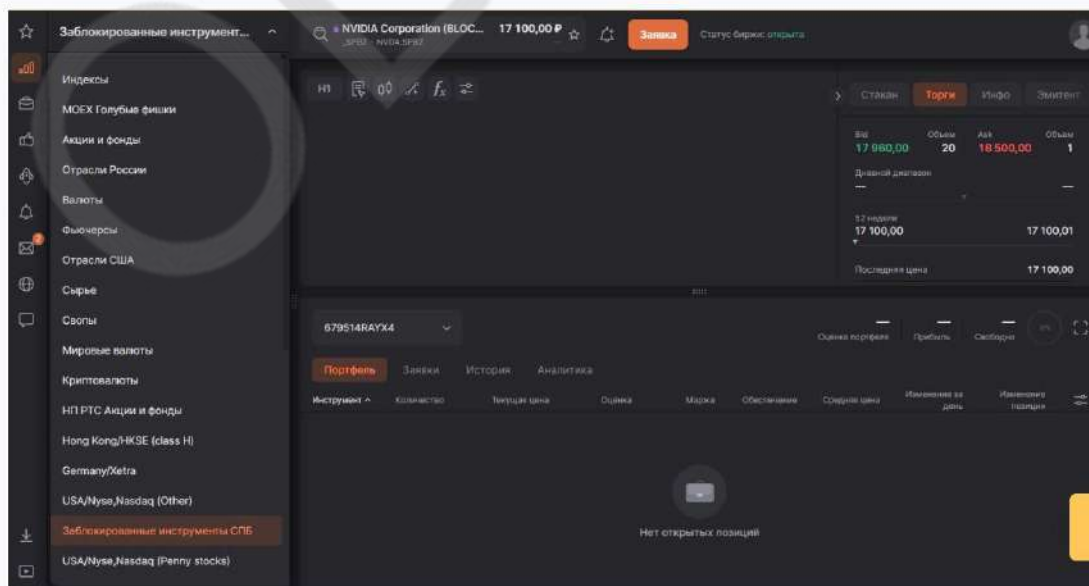 Заблокированные инструмент...
Индексы
MOEX Голубые фишки
Акции и фонды
Отрасли России
Валюты
Фьючерсы
Отрасли США
Сырье
Свопы
Мировые валюты
Криптовалюты
НП РТС Акции и фонды
Hong Kong/HKSE (class H)
Germany/Xetra
USA/Nyse,Nasdaq (Other)
Заблокированные инструменты СПБ
USA/Nyse,Nasdaq (Penny stocks)
2
NVIDIA Corporation (BLOC... 17 100,00 ₽
Заявка
Статус биржи: открыта
H1
Стакан Торги Инфо Эмитент
Bid Объем Ask Объем
17 960,00 20 18 500,00 1
Дневной диапазон
— —
52 недели
17 100,00 17 100,01
Последняя цена 17 100,00
679514RAYX4
— — —
Оценка портфеля Прибыль Свободно
Портфель Заявки История Аналитика
Инструмент Количество Текущая цена Оценка Маржа Обеспечение Средняя цена Изменение за день Изменение позиции
Нет открытых позиций